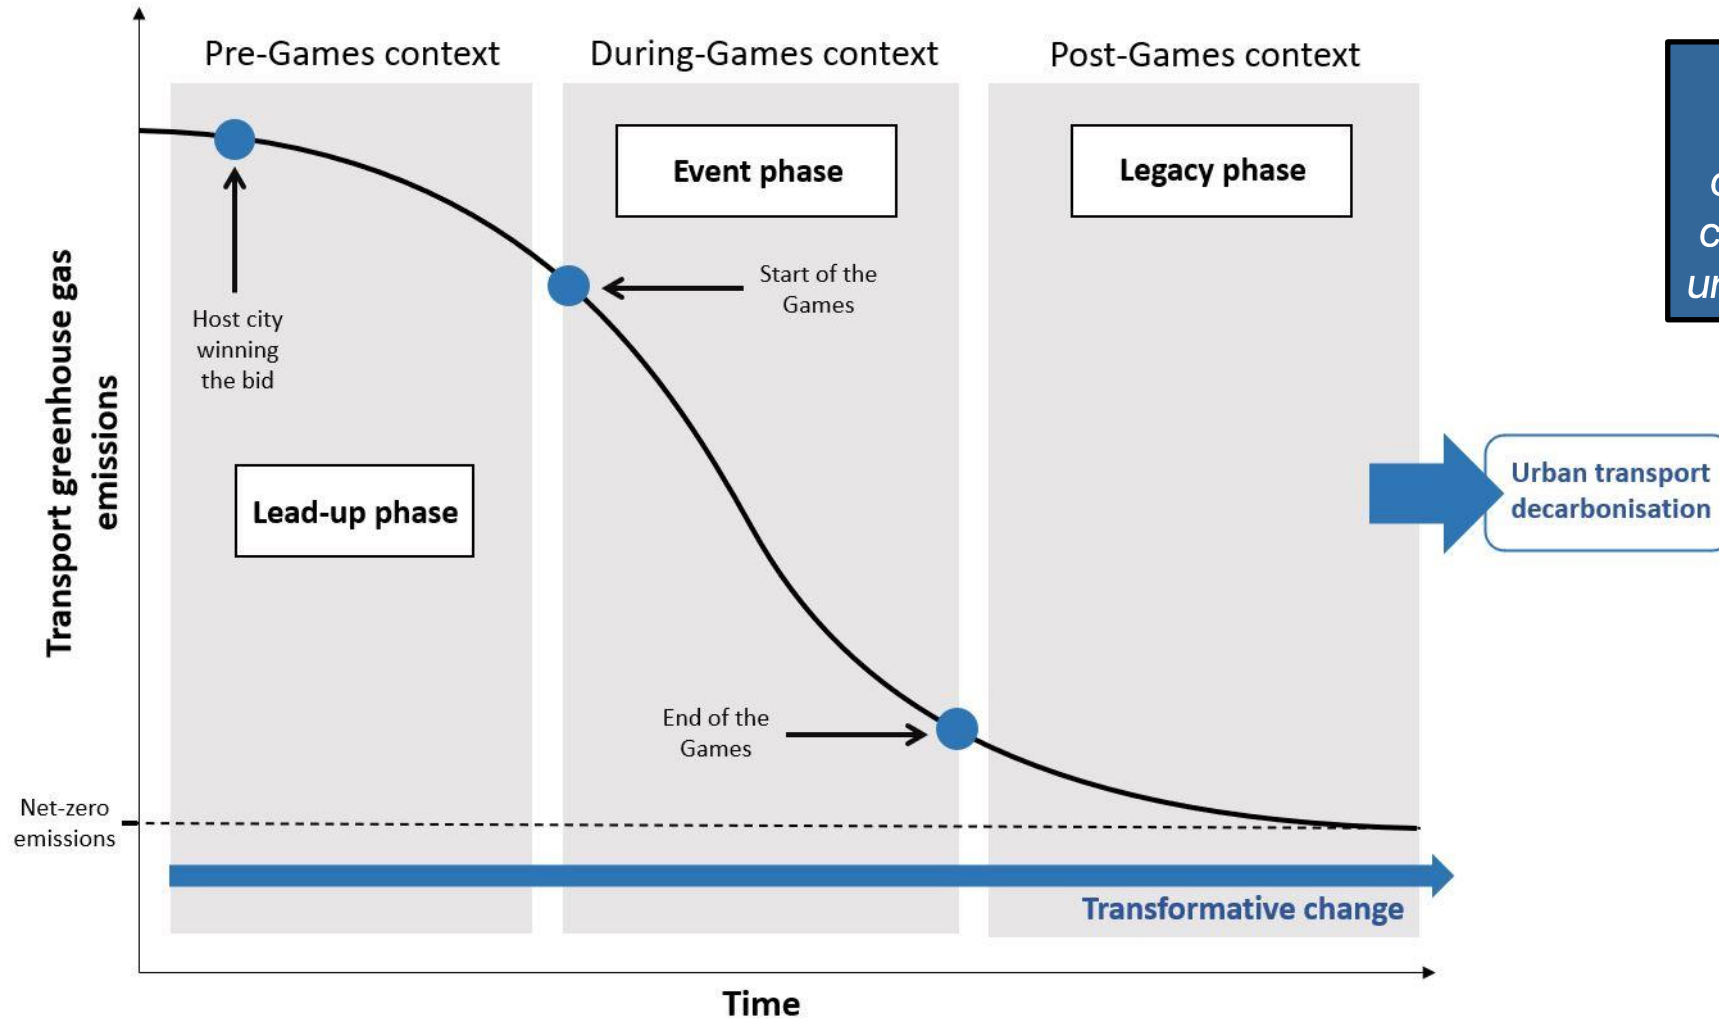 Pre-Games context
During-Games context
Post-Games context
Event phase
Legacy phase
Start of the
Games
Host city
winning
the bid
Transport greenhouse gas
emissions
Lead-up phase
Urban transport
decarbonisation
End of the
Games
Net-zero
emissions
Transformative change
Time